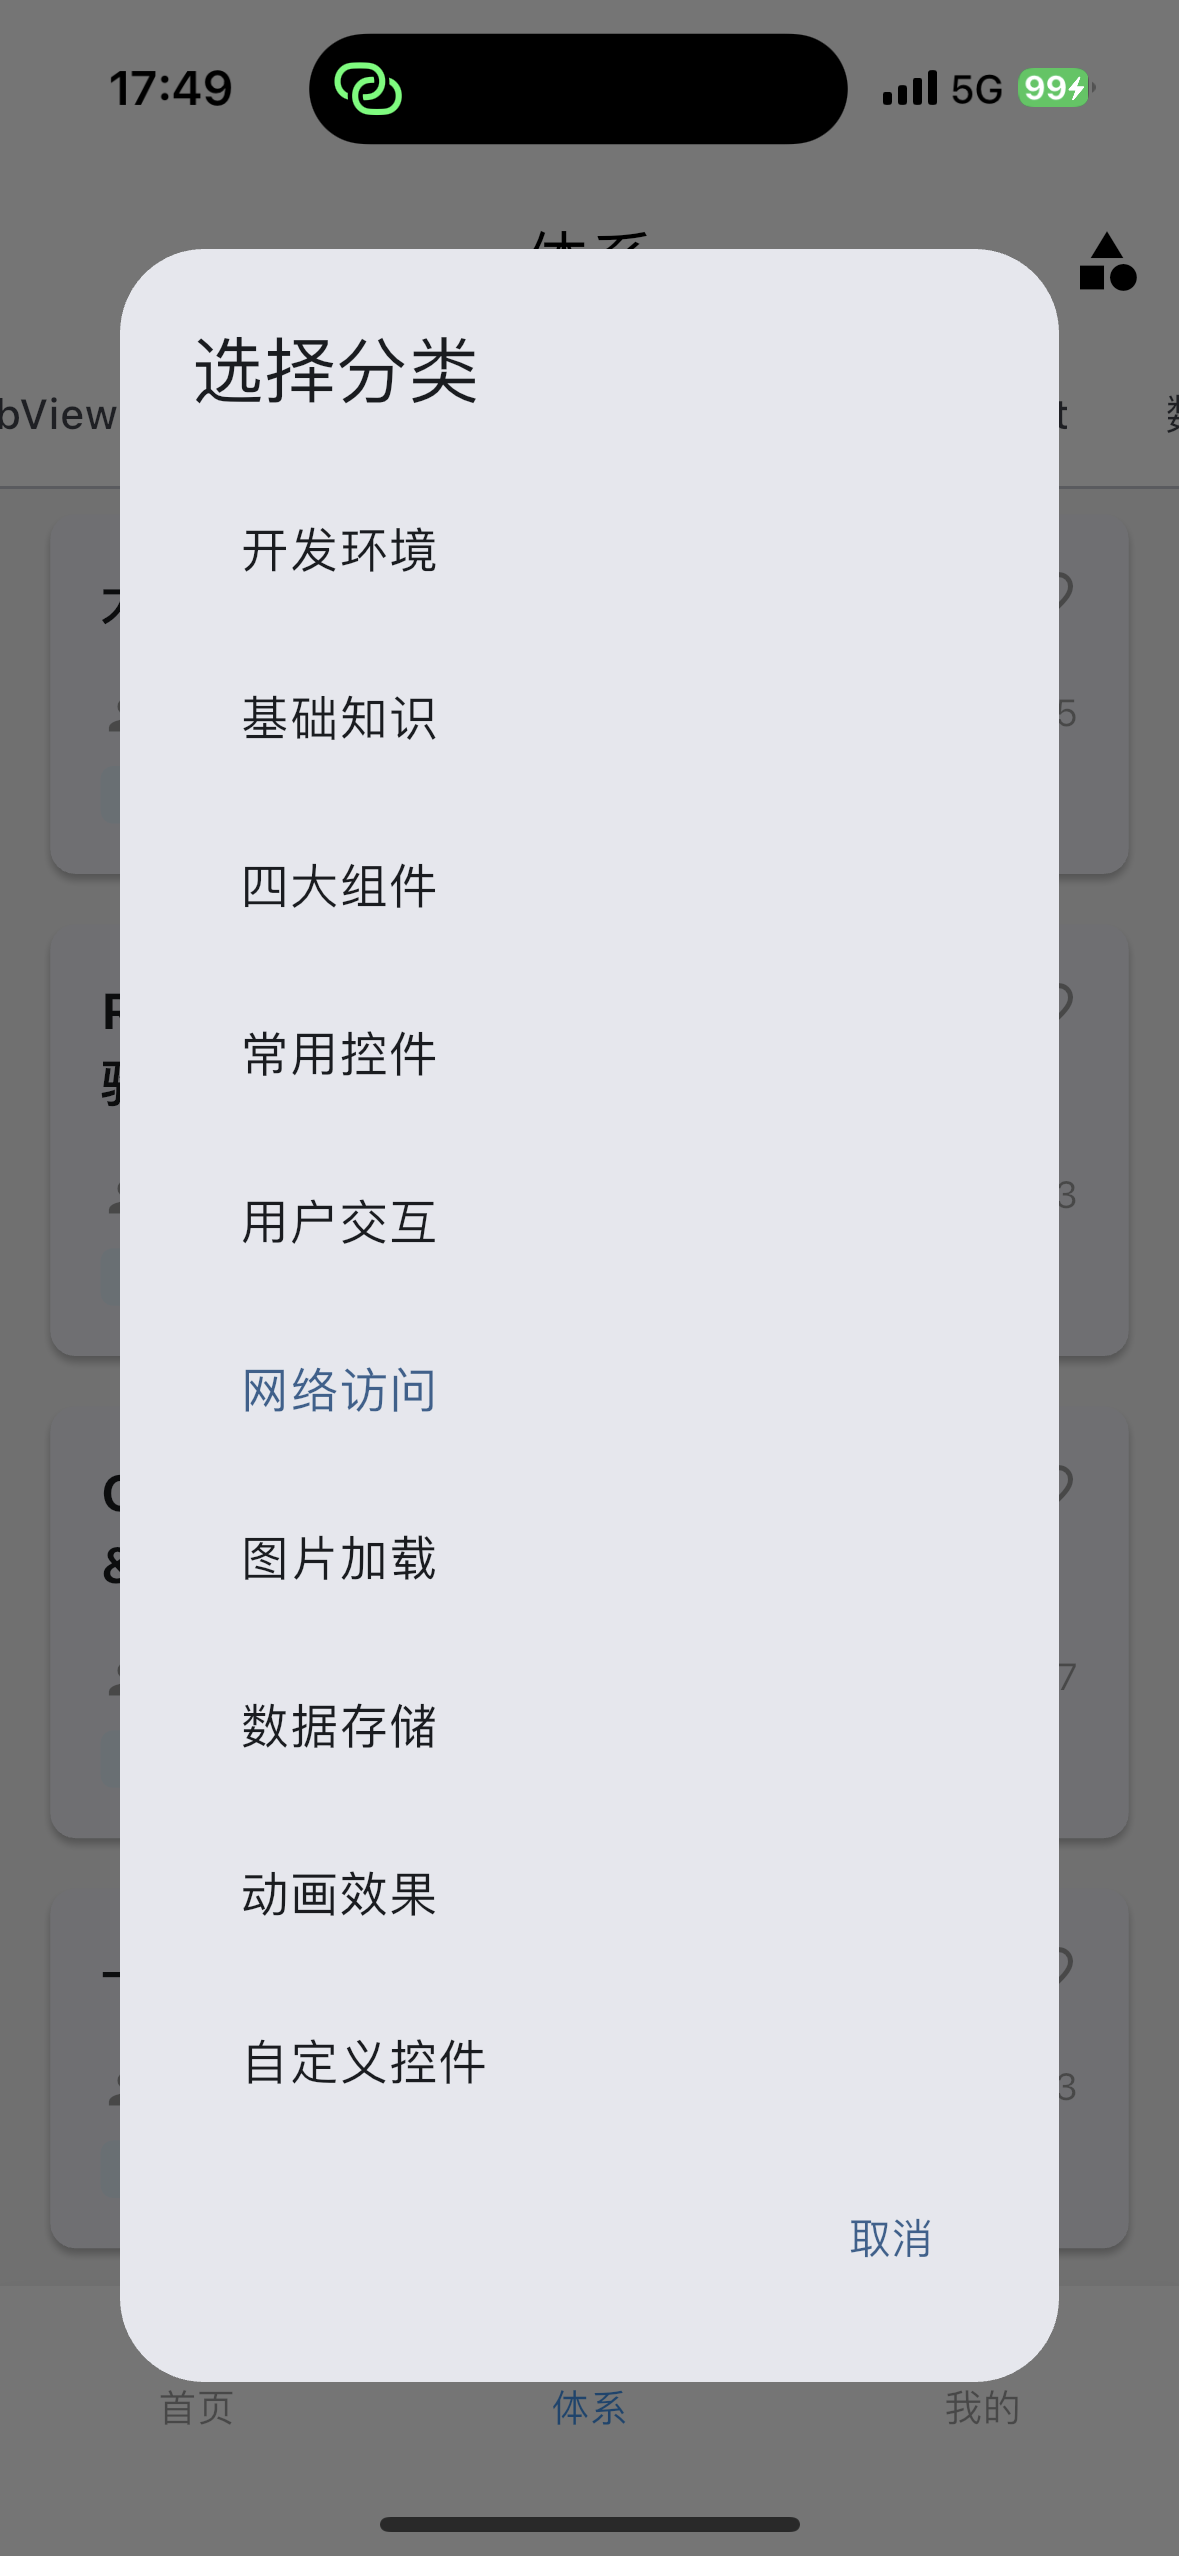 17:49
5G
99
体系
bView
选择分类
开发环境
基础知识
四大组件
常用控件
用户交互
网络访问
图片加载
数据存储
动画效果
自定义控件
取消
首页 体系 我的